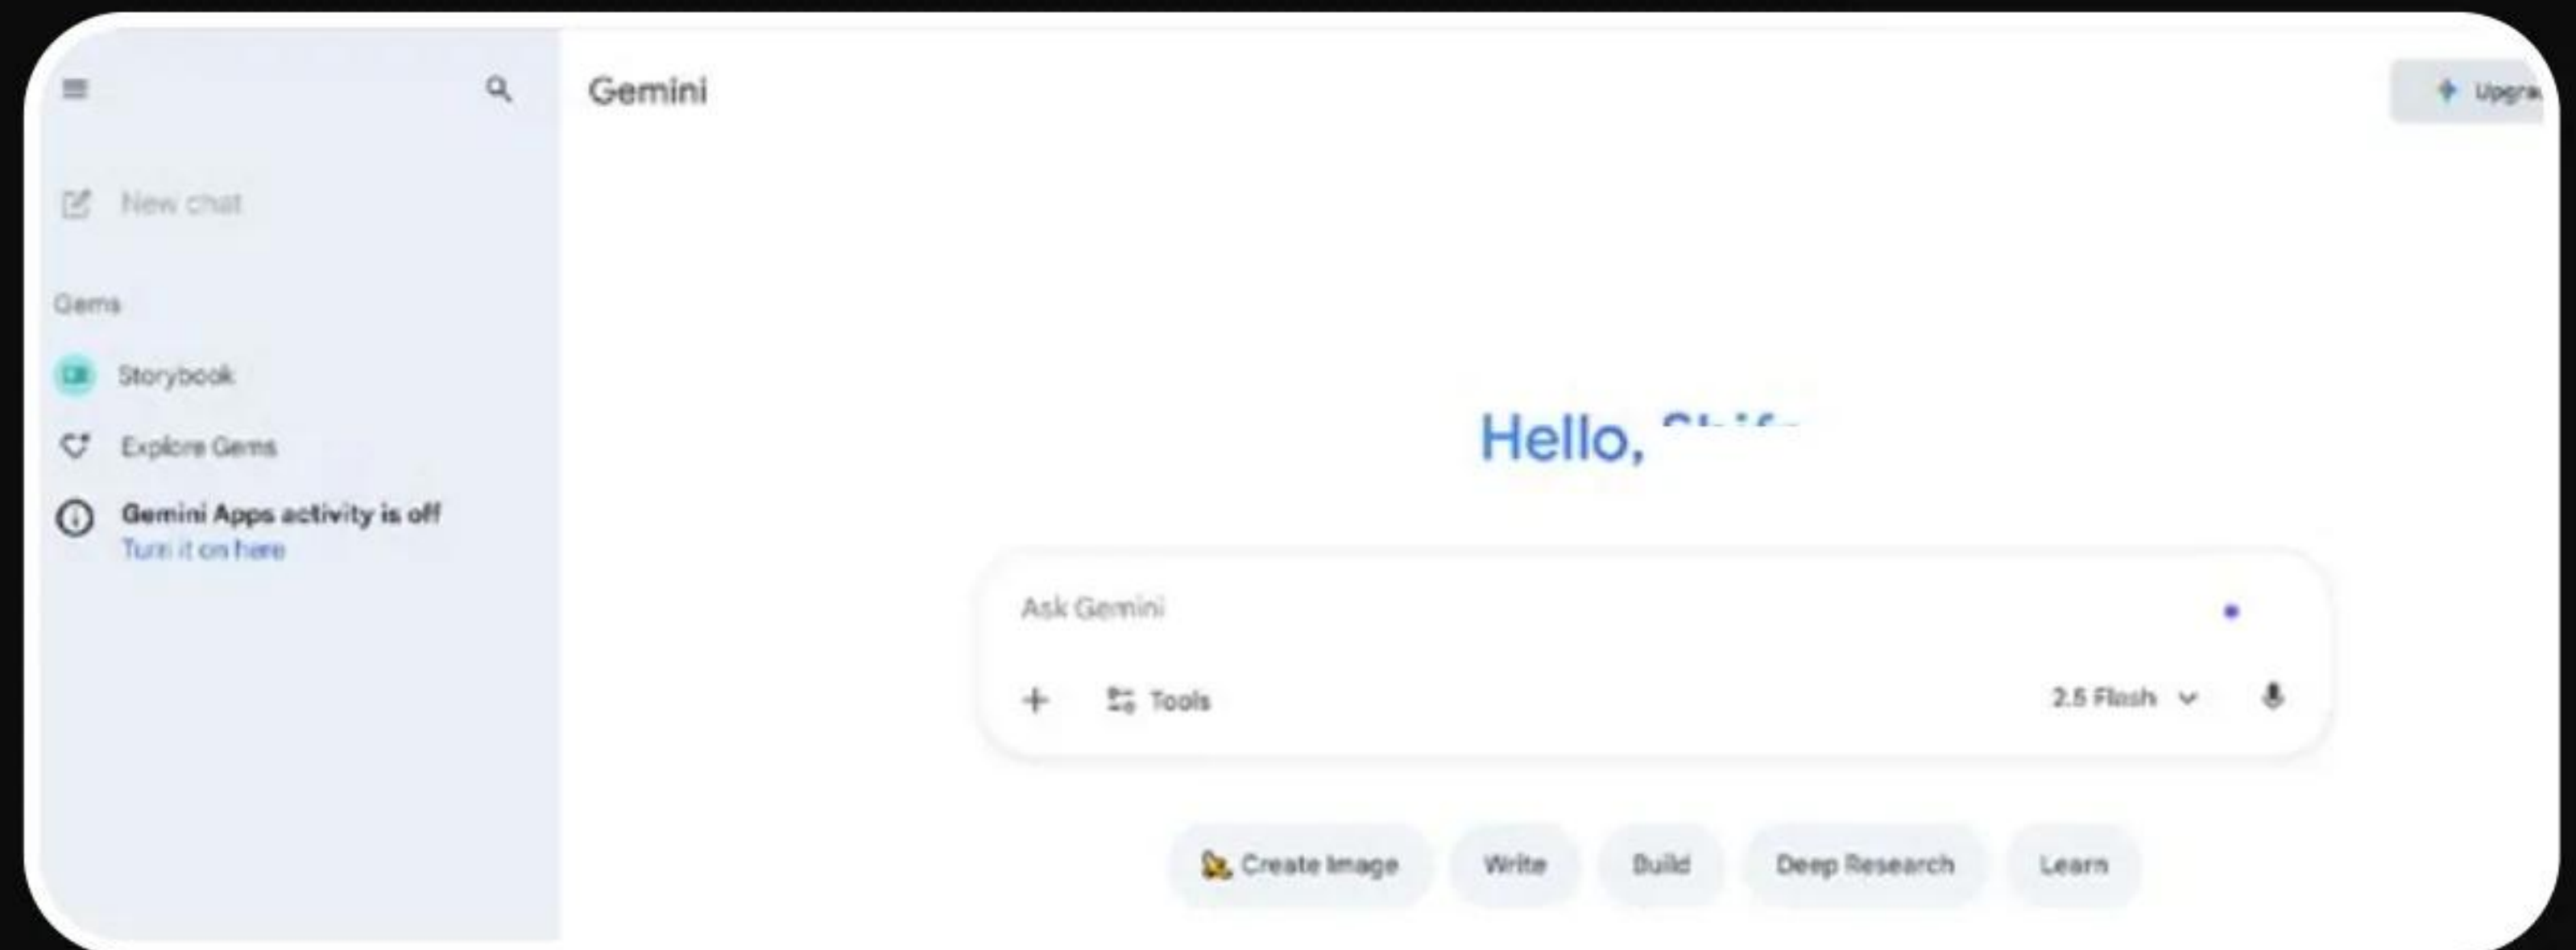 Gemini
New chat
Gems
Storybook
Explore Gems
Gemini Apps activity is off
Turn it on here
Hello,
Ask Gemini
Tools
2.5 Flash
Create Image
Write
Build
Deep Research
Learn